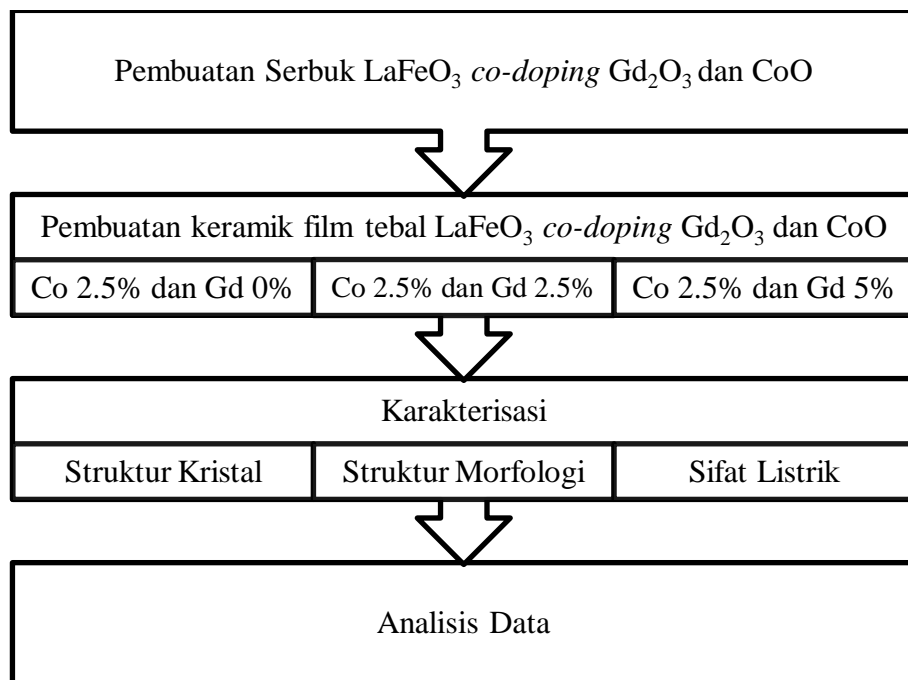 Pembuatan Serbuk LaFeO₃ co-doping Gd₂O₃ dan CoO
Pembuatan keramik film tebal LaFeO₃ co-doping Gd₂O₃ dan CoO
Co 2.5% dan Gd 0%
Co 2.5% dan Gd 2.5%
Co 2.5% dan Gd 5%
Karakterisasi
Struktur Kristal
Struktur Morfologi
Sifat Listrik
Analisis Data